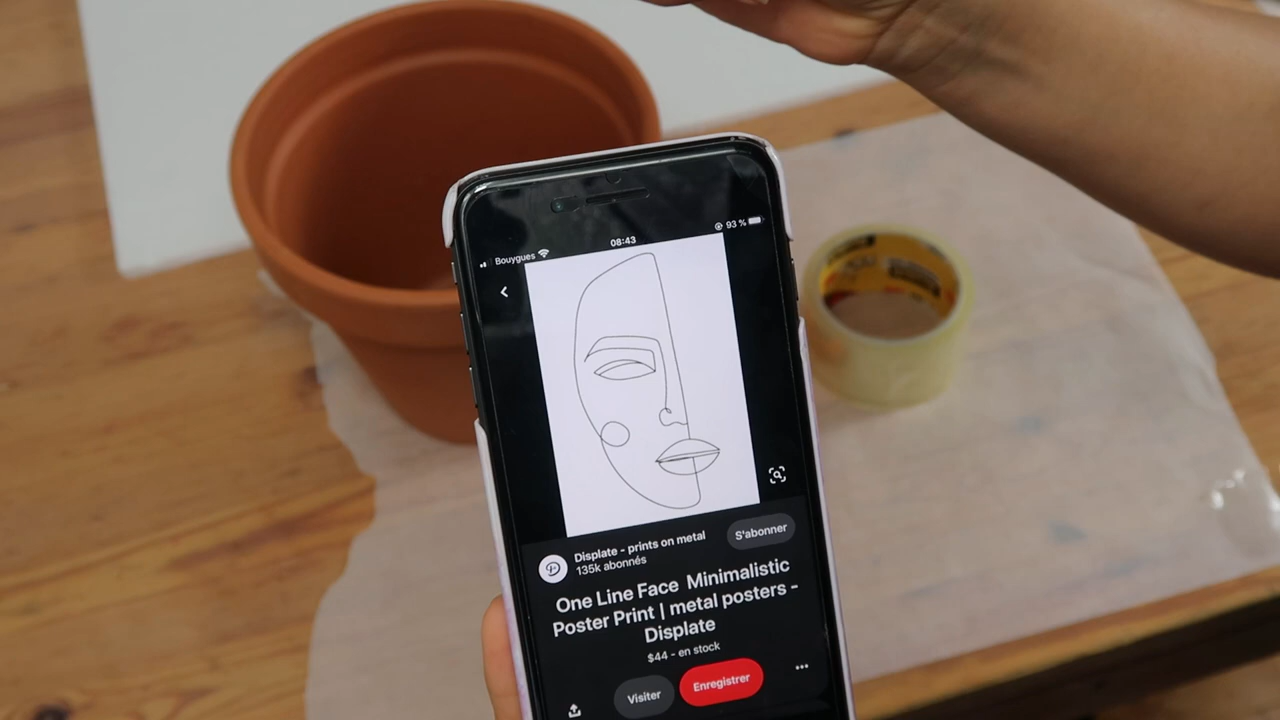 Bouygues
08:43
93 %
Displate - prints on metal
135k abonnés
S'abonner
One Line Face Minimalistic
Poster Print | metal posters -
Displate
$44 - en stock
Visiter
Enregistrer